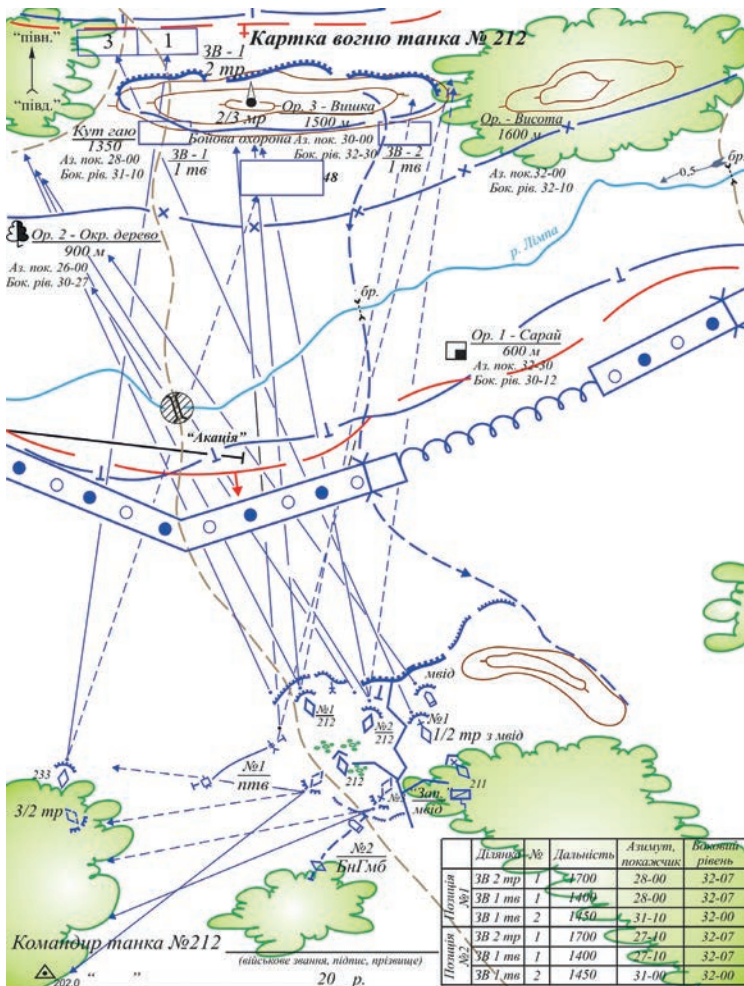 "півн."
"півд."
3
1
ЗВ - 1
2 тр
Картка вогню танка № 212
2/3 мр
Ор. 3 - Вишка
1500 м
Аз. пок. 30-00
Бок. рів. 32-30
Ор. - Висота
1600 м
Аз. пок. 32-00
Бок. рів. 32-10
Кут гаю
1350
Аз. пок. 28-00
Бок. рів. 31-10
ЗВ - 1
1 тв
Бойова охорона
ЗВ - 2
1 тв
48
бр.
0,5
Ор. 2 - Окр. дерево
900 м
Аз. пок. 26-00
Бок. рів. 30-27
р. Лімпа
бр.
Ор. 1 - Сарай
600 м
Аз. пок. 32-30
Бок. рів. 30-12
"Акація"
мвід
№1
212
№2
212
№1
1/2 тр з мвід
233
3/2 тр
№1
птв
212
№3
"Зап.
мвід
211
№2
БнГмб
Ділянка № Дальність Азимут, покажчик Боковий рівень
Позиція №1
ЗВ 2 тр 1 1700 28-00 32-07
ЗВ 1 тв 1 1400 28-00 32-07
ЗВ 1 тв 2 1450 31-10 32-00
Позиція №2
ЗВ 2 тр 1 1700 27-10 32-07
ЗВ 1 тв 1 1400 27-10 32-07
ЗВ 1 тв 2 1450 31-00 32-00
Командир танка №212
(військове звання, підпис, прізвище)
202.0
" " 20 р.